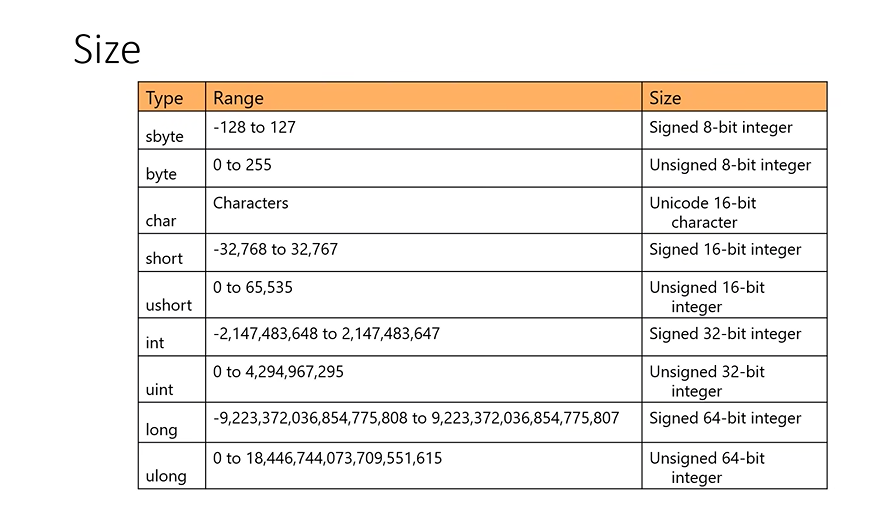 Size
Type Range Size
sbyte -128 to 127 Signed 8-bit integer
byte 0 to 255 Unsigned 8-bit integer
char Characters Unicode 16-bit
character
short -32,768 to 32,767 Signed 16-bit integer
ushort 0 to 65,535 Unsigned 16-bit
integer
int -2,147,483,648 to 2,147,483,647 Signed 32-bit integer
uint 0 to 4,294,967,295 Unsigned 32-bit
integer
long -9,223,372,036,854,775,808 to 9,223,372,036,854,775,807 Signed 64-bit integer
ulong 0 to 18,446,744,073,709,551,615 Unsigned 64-bit
integer